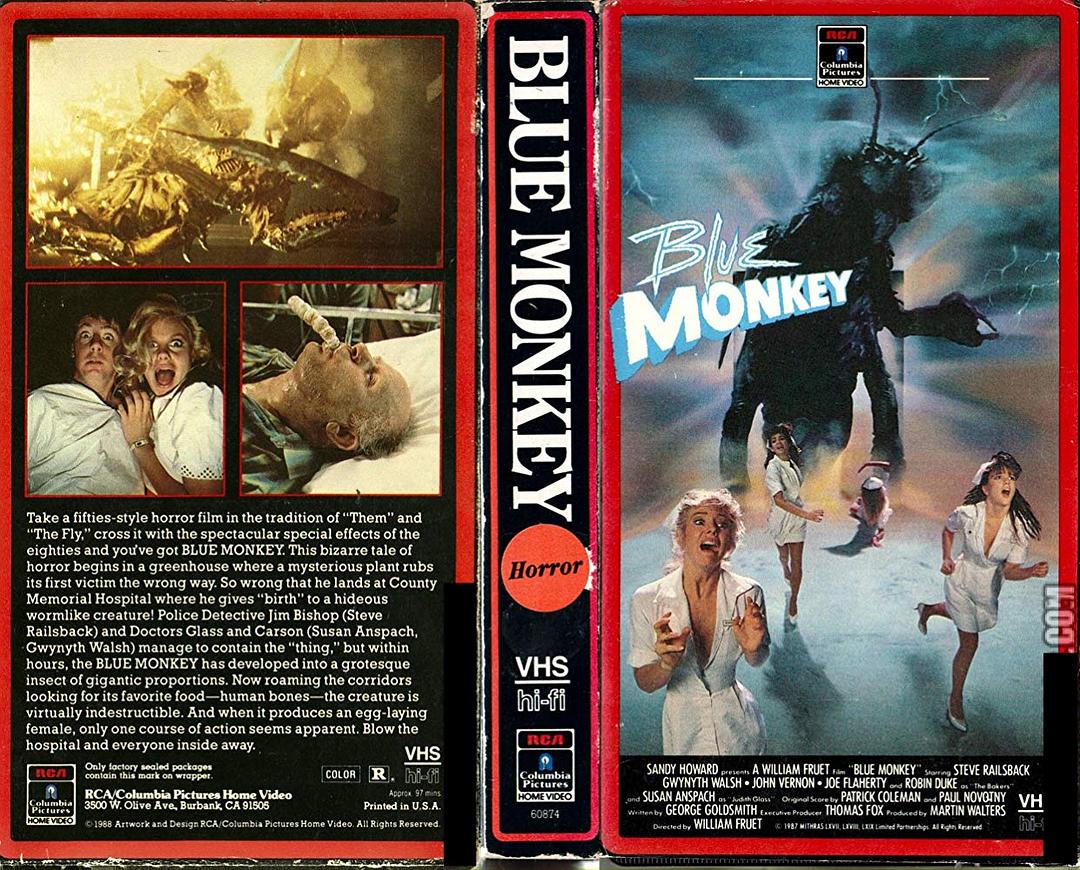 Take a fifties-style horror film in the tradition of “Them” and
“The Fly,” cross it with the spectacular special effects of the
eighties and you've got BLUE MONKEY. This bizarre tale of
horror begins in a greenhouse where a mysterious plant rubs
its first victim the wrong way. So wrong that he lands at County
Memorial Hospital where he gives “birth” to a hideous
wormlike creature! Police Detective Jim Bishop (Steve
Railsback) and Doctors Glass and Carson (Susan Anspach,
Gwynyth Walsh) manage to contain the “thing,” but within
hours, the BLUE MONKEY has developed into a grotesque
insect of gigantic proportions. Now roaming the corridors
looking for its favorite food—human bones—the creature is
virtually indestructible. And when it produces an egg-laying
female, only one course of action seems apparent. Blow the
hospital and everyone inside away.
RCA
Columbia
Pictures
HOME VIDEO
Only factory sealed packages
contain this mark on wrapper.
COLOR
R.
VHS
hi-fi
Approx. 97 mins.
RCA/Columbia Pictures Home Video
3500 W. Olive Ave., Burbank, CA 91505
Printed in U.S.A.
©1988 Artwork and Design RCA/Columbia Pictures Home Video. All Rights Reserved.
BLUE MONKEY
Horror
VHS
hi-fi
RCA
Columbia
Pictures
HOME VIDEO
60874
RCA
Columbia
Pictures
HOME VIDEO
Blue
MONKEY
.COM
SANDY HOWARD presents A WILLIAM FRUET Film “BLUE MONKEY” Starring STEVE RAILSBACK
GWYNYTH WALSH • JOHN VERNON • JOE FLAHERTY and ROBIN DUKE as “The Bakers”
and SUSAN ANSPACH as “Judith Glass” Original Score by PATRICK COLEMAN and PAUL NOVOTNY
Written by GEORGE GOLDSMITH Executive Producer THOMAS FOX Produced by MARTIN WALTERS
Directed by WILLIAM FRUET © 1987 MITHRAS LXVII, LXVIII, LXIX Limited Partnerships. All Rights Reserved.
VH
hi-